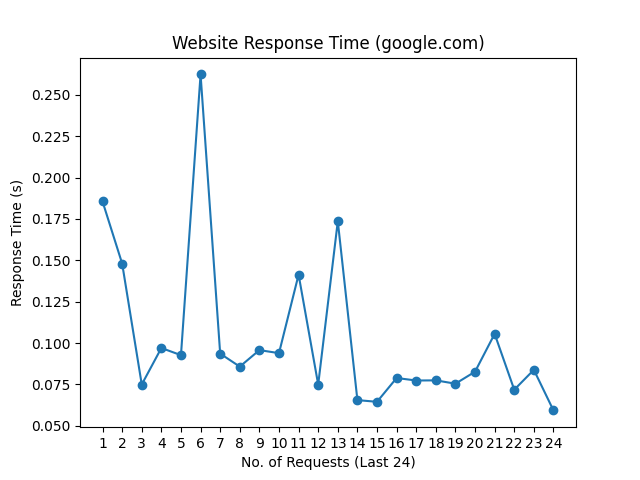 Website Response Time (google.com)
Response Time (s)
0.250
0.225
0.200
0.175
0.150
0.125
0.100
0.075
0.050
1 2 3 4 5 6 7 8 9 10 11 12 13 14 15 16 17 18 19 20 21 22 23 24
No. of Requests (Last 24)